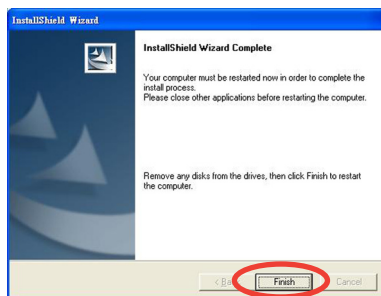 InstallShield Wizard
InstallShield Wizard Complete
Your computer must be restarted now in order to complete the
install process.
Please close other applications before restarting the computer.
Remove any disks from the drives, then click Finish to restart
the computer.
Finish
Cancel